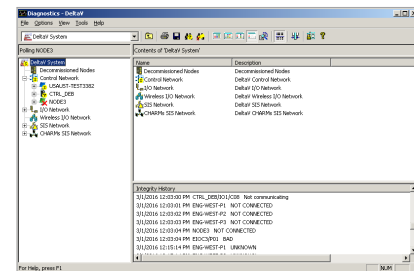 Diagnostics - DeltaV
File Options View Tools Help
DeltaV System
Polling NODE3
Contents of 'DeltaV System'
DeltaV System
Decommissioned Nodes
Control Network
USAUST-TEST3382
CTRL_DEB
NODE3
I/O Network
Wireless I/O Network
SIS Network
CHARMs SIS Network
Name Description
Decommissioned Nodes Decommissioned Nodes
Control Network DeltaV Control Network
I/O Network DeltaV I/O Network
Wireless I/O Network DeltaV Wireless I/O Network
SIS Network DeltaV SIS Network
CHARMs SIS Network DeltaV CHARMs SIS Network
Integrity History
3/1/2016 12:03:00 PM CTRL_DEB/IO1/C08 Not communicating
3/1/2016 12:03:01 PM ENG-WEST-P1 NOT CONNECTED
3/1/2016 12:03:02 PM ENG-WEST-P2 NOT CONNECTED
3/1/2016 12:03:03 PM ENG-WEST-P3 NOT CONNECTED
3/1/2016 12:03:04 PM NODE3 NOT CONNECTED
3/1/2016 12:03:04 PM EIOC3/P01 BAD
3/1/2016 12:15:14 PM ENG-WEST-P1 UNKNOWN
For Help, press F1
NUM